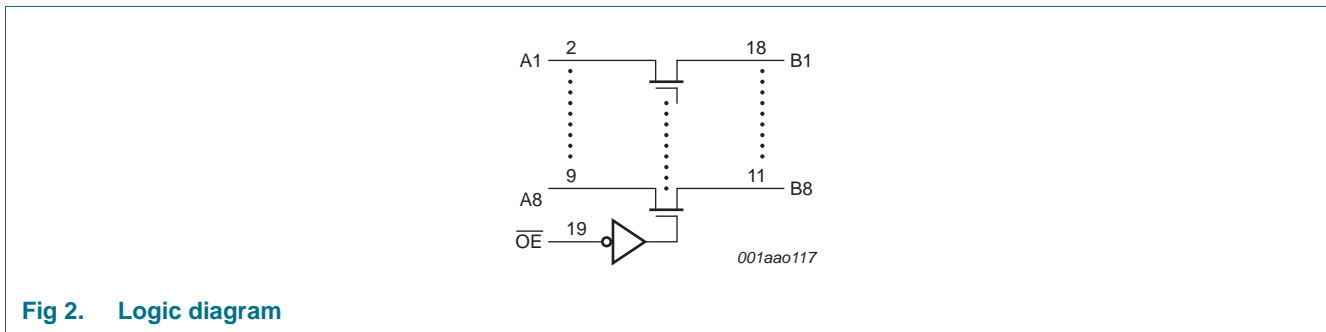 A1 2 18 B1
A8 9 11 B8
OE 19
001aao117
Fig 2. Logic diagram